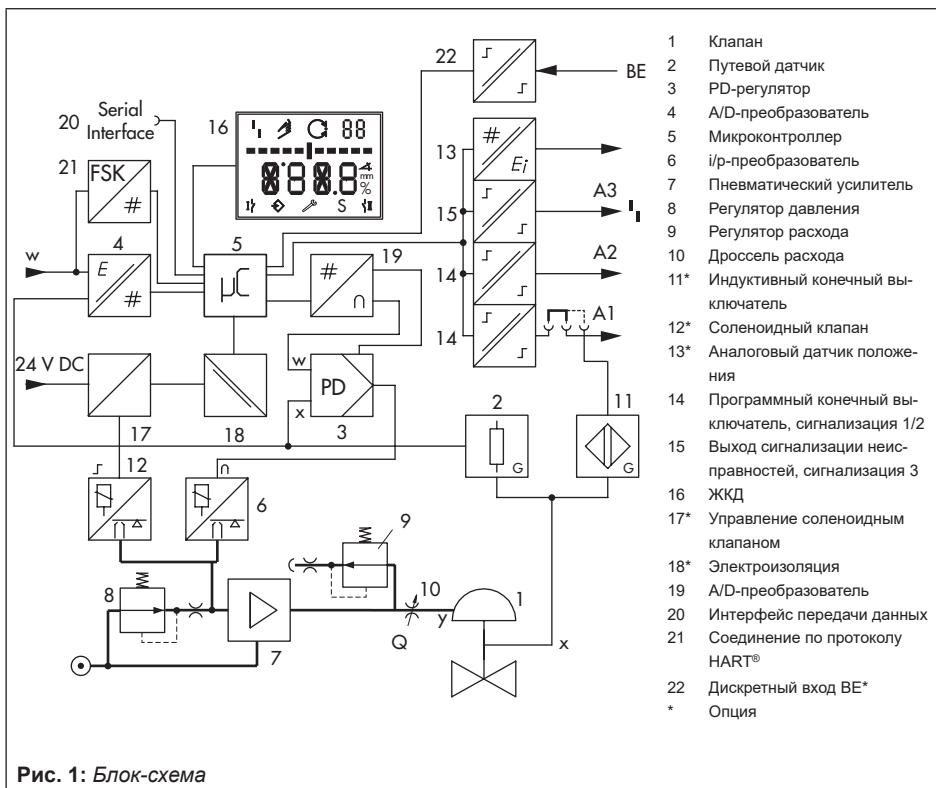 22
BE
Serial
20
Interface
16
88
8.8.8.8
mm
%
S
13
#
Ei
21
FSK
#
15
A3
w
4
E
#
5
µC
#
∩
19
14
A2
14
A1
24 V DC
w
x
PD
3
2
G
11
G
17
18
12
∩
6
9
8
7
10
Q
y
1
x
1 Клапан
2 Путевой датчик
3 PD-регулятор
4 A/D-преобразователь
5 Микроконтроллер
6 i/p-преобразователь
7 Пневматический усилитель
8 Регулятор давления
9 Регулятор расхода
10 Дроссель расхода
11* Индуктивный конечный вы-
ключатель
12* Соленоидный клапан
13* Аналоговый датчик положе-
ния
14 Программный конечный вы-
ключатель, сигнализация 1/2
15 Выход сигнализации неис-
правностей, сигнализация 3
16 ЖКД
17* Управление соленоидным
клапаном
18* Электроизоляция
19 A/D-преобразователь
20 Интерфейс передачи данных
21 Соединение по протоколу
HART®
22 Дискретный вход BE*
* Опция
Рис. 1: Блок-схема